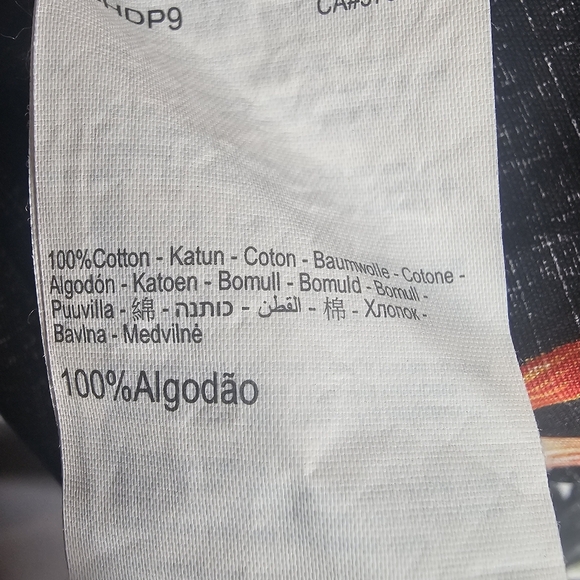 HDP9
100%Cotton - Katun - Coton - Baumwolle - Cotone -
Algodón - Katoen - Bomull - Bomuld - Bomull -
Puuvilla - 綿 - כותנה - القطن - 棉 - Хлопок -
Bavlna - Medvilnė
100%Algodão